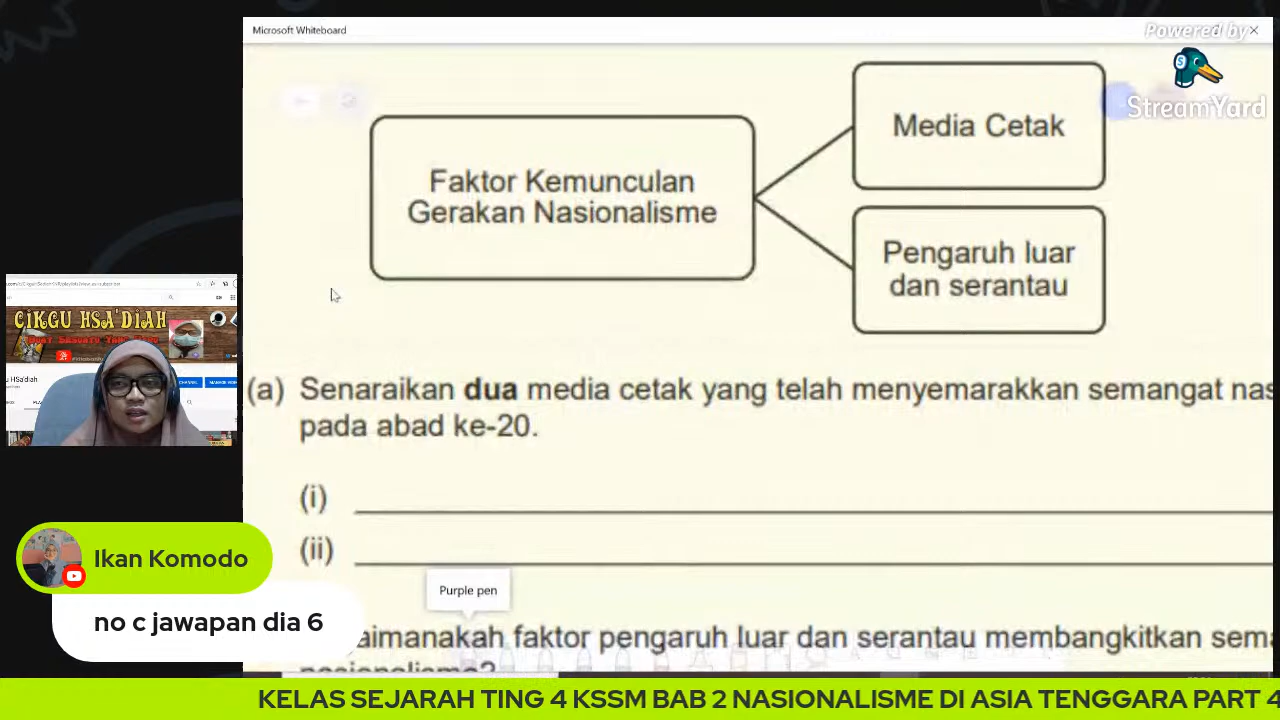 Microsoft Whiteboard
Powered by
StreamYard
Faktor Kemunculan
Gerakan Nasionalisme
Media Cetak
Pengaruh luar
dan serantau
CiKGU HSA'DiAH
(a) Senaraikan dua media cetak yang telah menyemarakkan semangat nas
pada abad ke-20.
(i)
(ii)
Purple pen
aimanakah faktor pengaruh luar dan serantau membangkitkan sema
nasionalisme?
Ikan Komodo
no c jawapan dia 6
KELAS SEJARAH TING 4 KSSM BAB 2 NASIONALISME DI ASIA TENGGARA PART 4